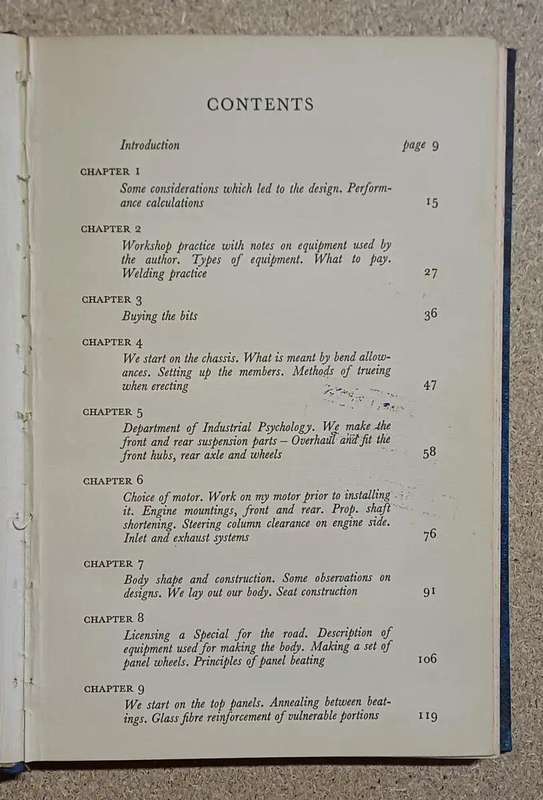 CONTENTS
Introduction page 9
CHAPTER 1
Some considerations which led to the design. Perform-
ance calculations 15
CHAPTER 2
Workshop practice with notes on equipment used by
the author. Types of equipment. What to pay.
Welding practice 27
CHAPTER 3
Buying the bits 36
CHAPTER 4
We start on the chassis. What is meant by bend allow-
ances. Setting up the members. Methods of trueing
when erecting 47
CHAPTER 5
Department of Industrial Psychology. We make the
front and rear suspension parts – Overhaul and fit the
front hubs, rear axle and wheels 58
CHAPTER 6
Choice of motor. Work on my motor prior to installing
it. Engine mountings, front and rear. Prop. shaft
shortening. Steering column clearance on engine side.
Inlet and exhaust systems 76
CHAPTER 7
Body shape and construction. Some observations on
designs. We lay out our body. Seat construction 91
CHAPTER 8
Licensing a Special for the road. Description of
equipment used for making the body. Making a set of
panel wheels. Principles of panel beating 106
CHAPTER 9
We start on the top panels. Annealing between beat-
ings. Glass fibre reinforcement of vulnerable portions 119